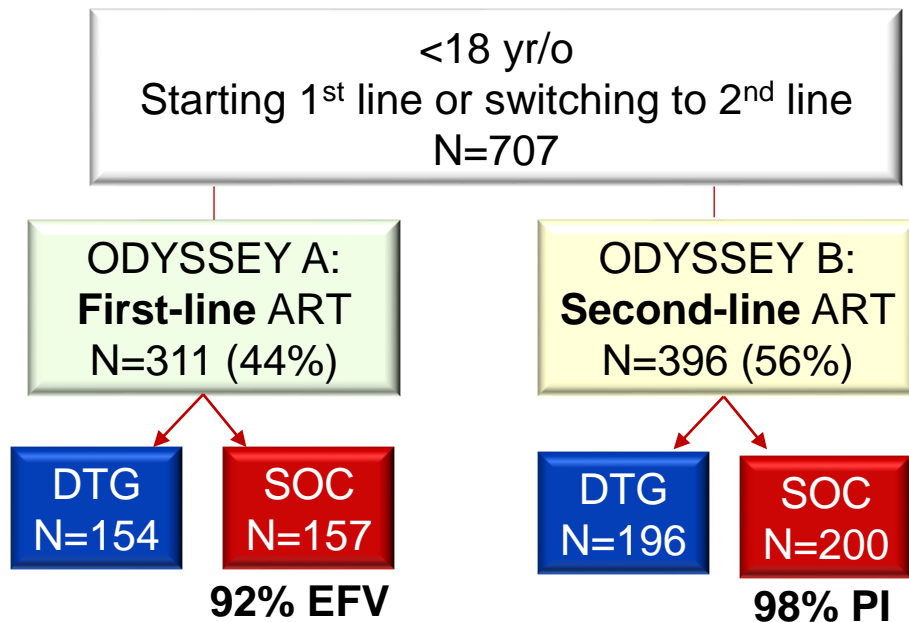 <18 yr/o
Starting 1st line or switching to 2nd line
N=707
ODYSSEY A:
First-line ART
N=311 (44%)
ODYSSEY B:
Second-line ART
N=396 (56%)
DTG
N=154
SOC
N=157
DTG
N=196
SOC
N=200
92% EFV
98% PI